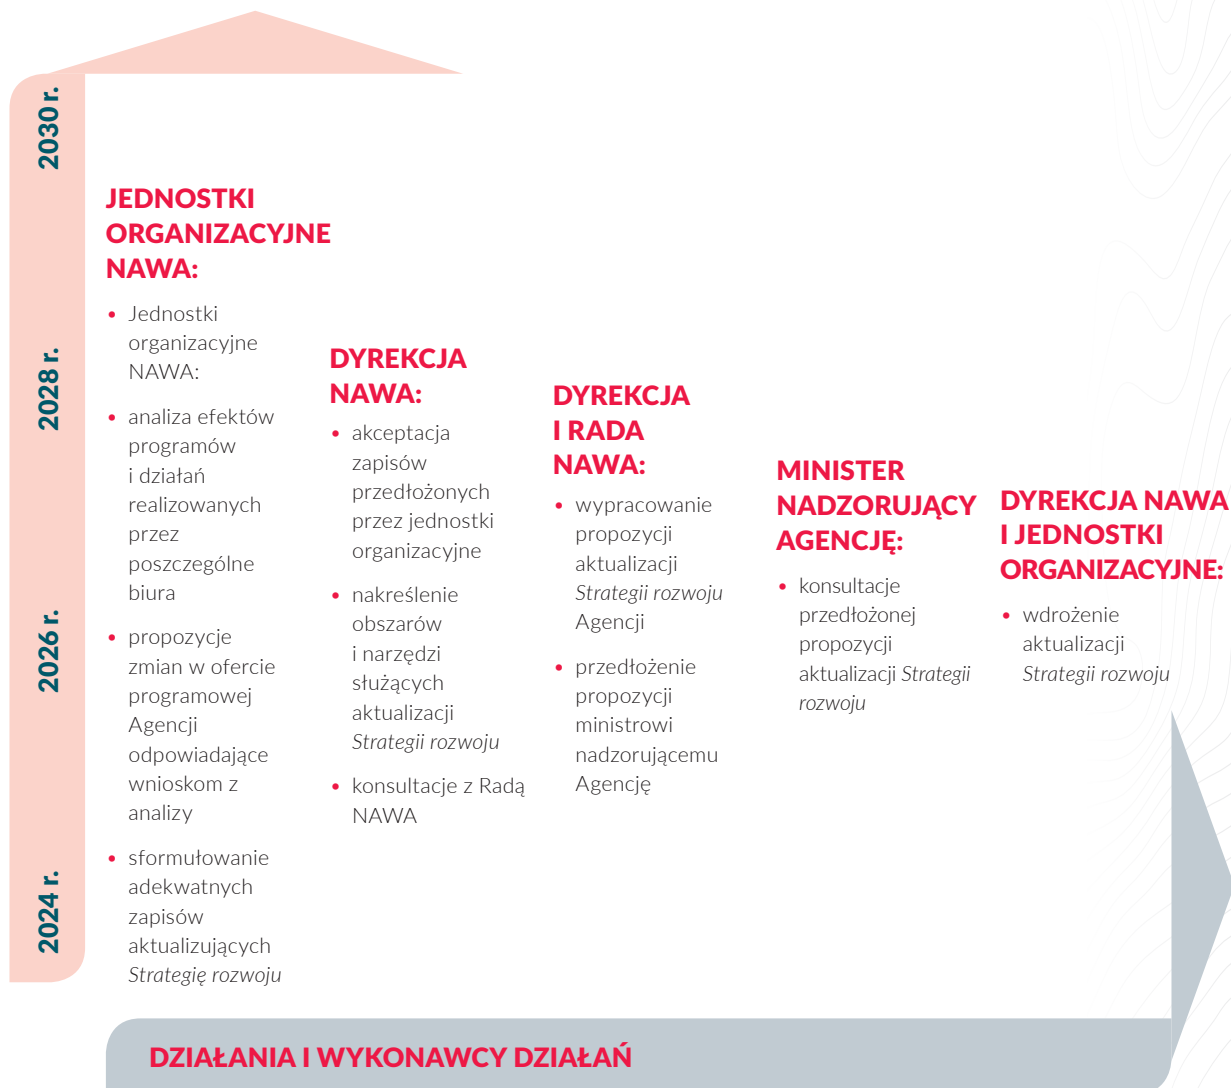 2030 r.
2028 r.
2026 r.
2024 r.
JEDNOSTKI
ORGANIZACYJNE
NAWA:
• Jednostki
organizacyjne
NAWA:
• analiza efektów
programów
i działań
realizowanych
przez
poszczególne
biura
• propozycje
zmian w ofercie
programowej
Agencji
odpowiadające
wnioskom z
analizy
• sformułowanie
adekwatnych
zapisów
aktualizujących
Strategię rozwoju
DYREKCJA
NAWA:
• akceptacja
zapisów
przedłożonych
przez jednostki
organizacyjne
• nakreślenie
obszarów
i narzędzi
służących
aktualizacji
Strategii rozwoju
• konsultacje z Radą
NAWA
DYREKCJA
I RADA
NAWA:
• wypracowanie
propozycji
aktualizacji
Strategii rozwoju
Agencji
• przedłożenie
propozycji
ministrowi
nadzorującemu
Agencję
MINISTER
NADZORUJĄCY
AGENCJĘ:
• konsultacje
przedłożonej
propozycji
aktualizacji Strategii
rozwoju
DYREKCJA NAWA
I JEDNOSTKI
ORGANIZACYJNE:
• wdrożenie
aktualizacji
Strategii rozwoju
DZIAŁANIA I WYKONAWCY DZIAŁAŃ